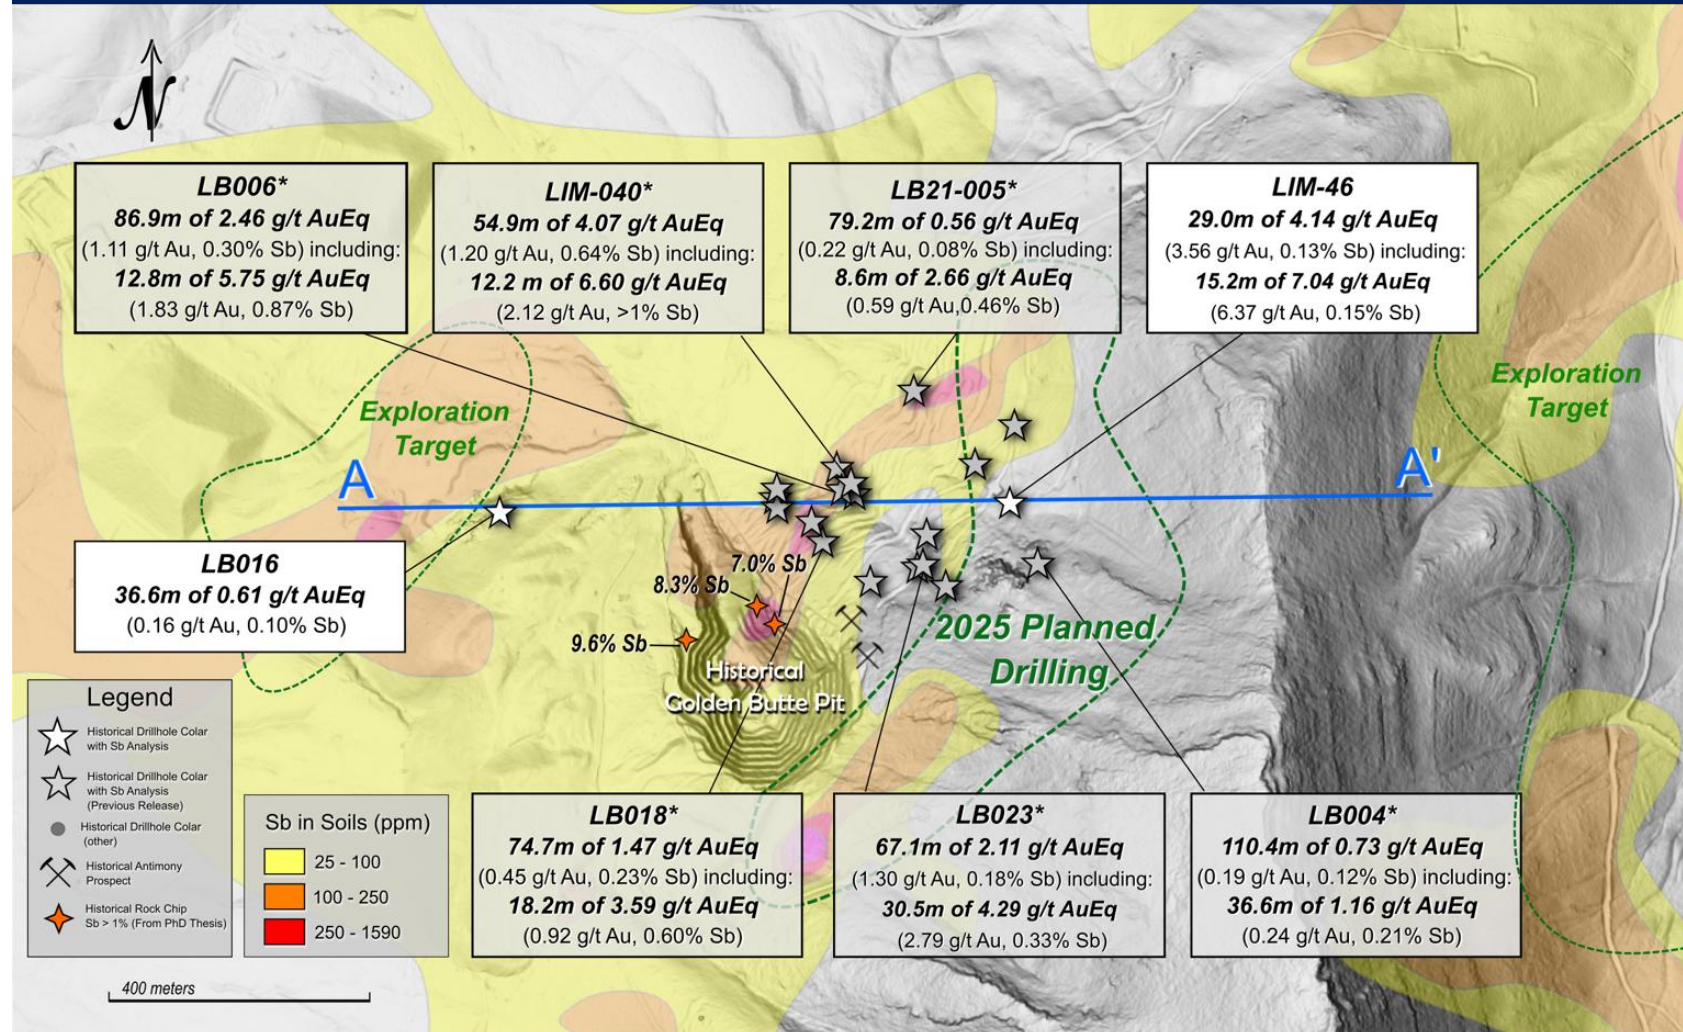 N
LB006*
86.9m of 2.46 g/t AuEq
(1.11 g/t Au, 0.30% Sb) including:
12.8m of 5.75 g/t AuEq
(1.83 g/t Au, 0.87% Sb)
LIM-040*
54.9m of 4.07 g/t AuEq
(1.20 g/t Au, 0.64% Sb) including:
12.2 m of 6.60 g/t AuEq
(2.12 g/t Au, >1% Sb)
LB21-005*
79.2m of 0.56 g/t AuEq
(0.22 g/t Au, 0.08% Sb) including:
8.6m of 2.66 g/t AuEq
(0.59 g/t Au,0.46% Sb)
LIM-46
29.0m of 4.14 g/t AuEq
(3.56 g/t Au, 0.13% Sb) including:
15.2m of 7.04 g/t AuEq
(6.37 g/t Au, 0.15% Sb)
Exploration
Target
Exploration
Target
A
A'
LB016
36.6m of 0.61 g/t AuEq
(0.16 g/t Au, 0.10% Sb)
7.0% Sb
8.3% Sb
9.6% Sb
Historical
Golden Butte Pit
2025 Planned
Drilling
Legend
Historical Drillhole Colar
with Sb Analysis
Historical Drillhole Colar
with Sb Analysis
(Previous Release)
Historical Drillhole Colar
(other)
Historical Antimony
Prospect
Historical Rock Chip
Sb > 1% (From PhD Thesis)
Sb in Soils (ppm)
25 - 100
100 - 250
250 - 1590
LB018*
74.7m of 1.47 g/t AuEq
(0.45 g/t Au, 0.23% Sb) including:
18.2m of 3.59 g/t AuEq
(0.92 g/t Au, 0.60% Sb)
LB023*
67.1m of 2.11 g/t AuEq
(1.30 g/t Au, 0.18% Sb) including:
30.5m of 4.29 g/t AuEq
(2.79 g/t Au, 0.33% Sb)
LB004*
110.4m of 0.73 g/t AuEq
(0.19 g/t Au, 0.12% Sb) including:
36.6m of 1.16 g/t AuEq
(0.24 g/t Au, 0.21% Sb)
400 meters